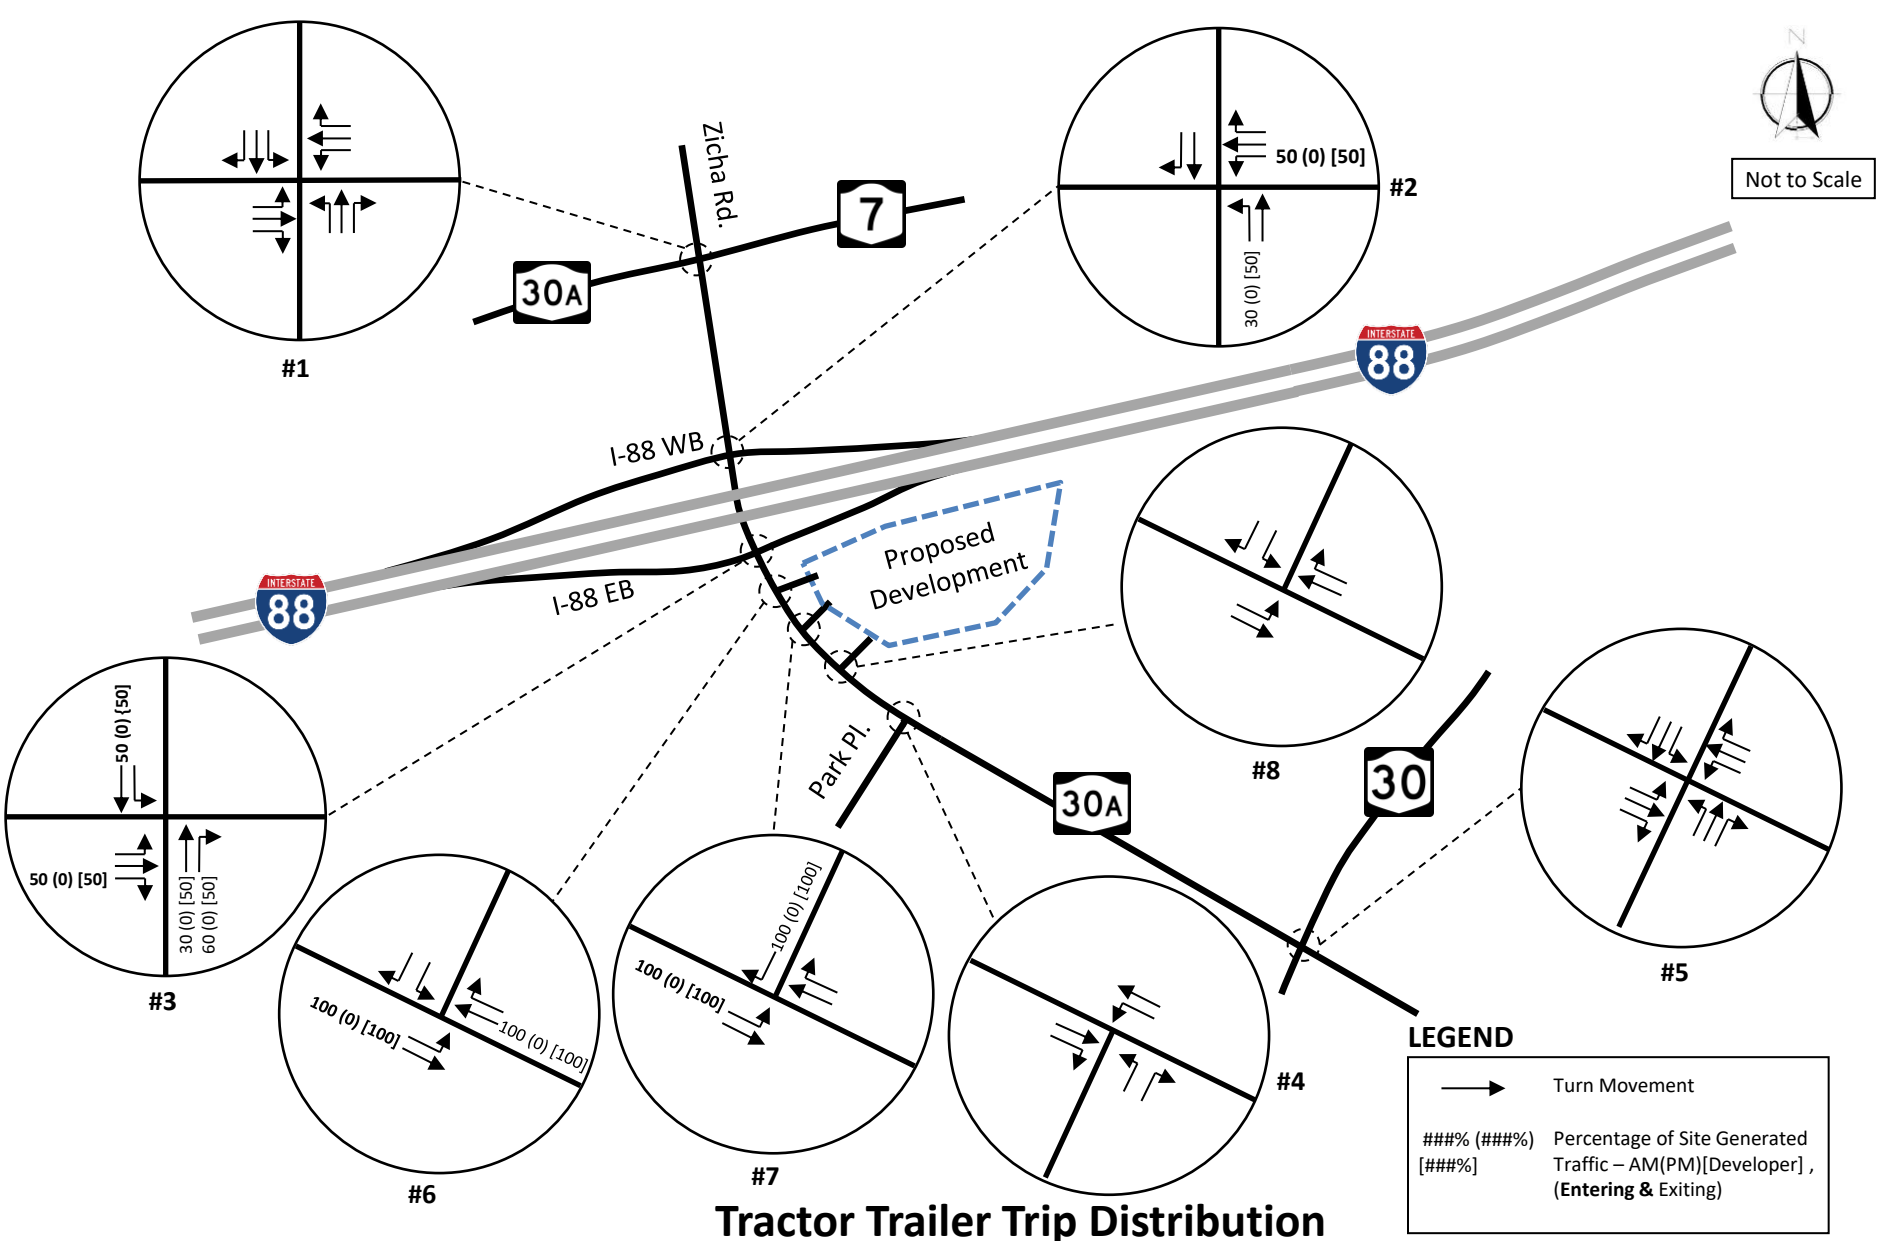 N
Not to Scale
#1
50 (0) [50]
30 (0) [50]
#2
Zicha Rd.
7
30A
INTERSTATE
88
I-88 WB
Proposed
Development
I-88 EB
INTERSTATE
88
50 (0) {50]
50 (0) [50]
30 (0) [50]
60 (0) [50]
#3
#8
Park Pl.
30A
30
#5
100 (0) [100]
100 (0) [100]
#6
100 (0) [100]
100 (0) [100]
#7
#4
LEGEND
Turn Movement
###% (###%)
[###%]
Percentage of Site Generated
Traffic – AM(PM)[Developer] ,
(Entering & Exiting)
Tractor Trailer Trip Distribution